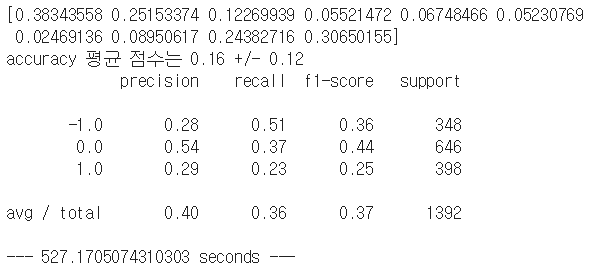 [0.38343558 0.25153374 0.12269939 0.05521472 0.06748466 0.05230769
0.02469136 0.08950617 0.24382716 0.30650155]
accuracy 평균 점수는 0.16 +/- 0.12
precision recall f1-score support
-1.0 0.28 0.51 0.36 348
0.0 0.54 0.37 0.44 646
1.0 0.29 0.23 0.25 398
avg / total 0.40 0.36 0.37 1392
--- 527.1705074310303 seconds ---